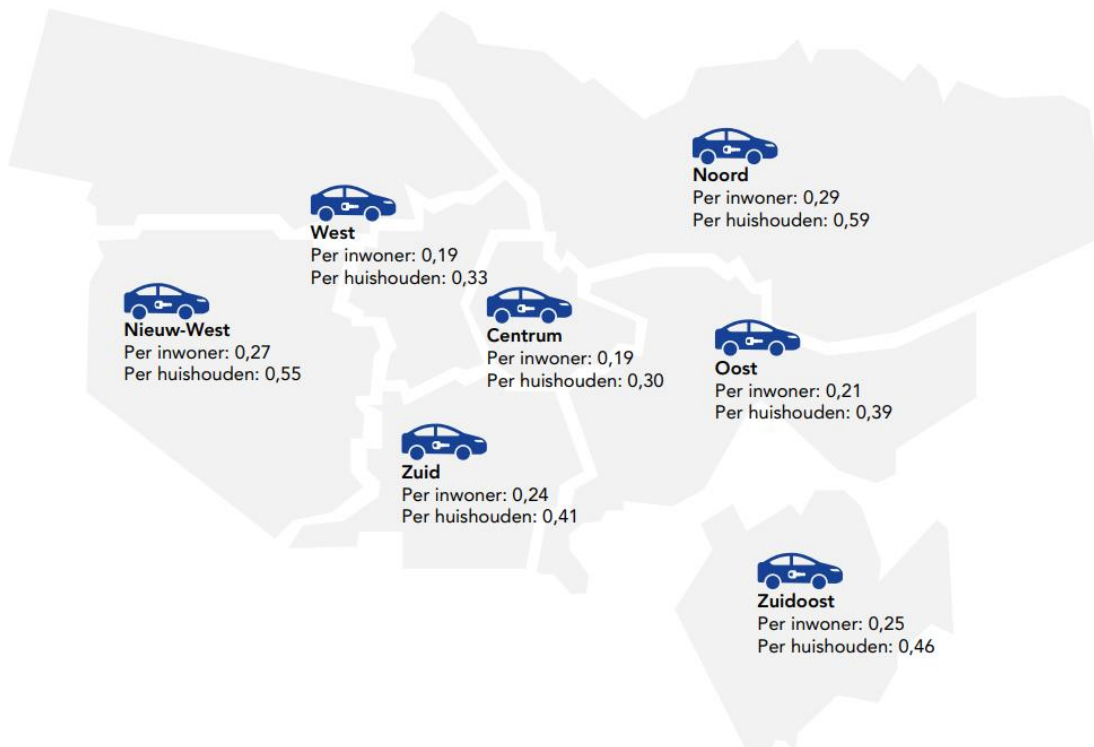 Noord
Per inwoner: 0,29
Per huishouden: 0,59
West
Per inwoner: 0,19
Per huishouden: 0,33
Nieuw-West
Per inwoner: 0,27
Per huishouden: 0,55
Centrum
Per inwoner: 0,19
Per huishouden: 0,30
Oost
Per inwoner: 0,21
Per huishouden: 0,39
Zuid
Per inwoner: 0,24
Per huishouden: 0,41
Zuidoost
Per inwoner: 0,25
Per huishouden: 0,46